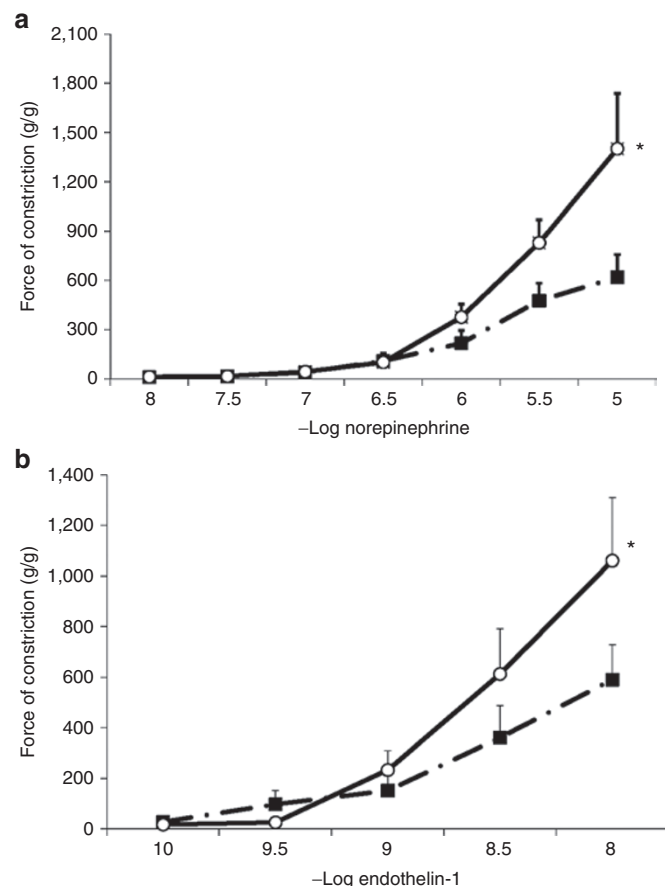 a
Force of constriction (g/g)
2,100
1,800
1,500
1,200
900
600
300
0
*
8 7.5 7 6.5 6 5.5 5
–Log norepinephrine
b
Force of constriction (g/g)
1,400
1,200
1,000
800
600
400
200
0
*
10 9.5 9 8.5 8
–Log endothelin-1